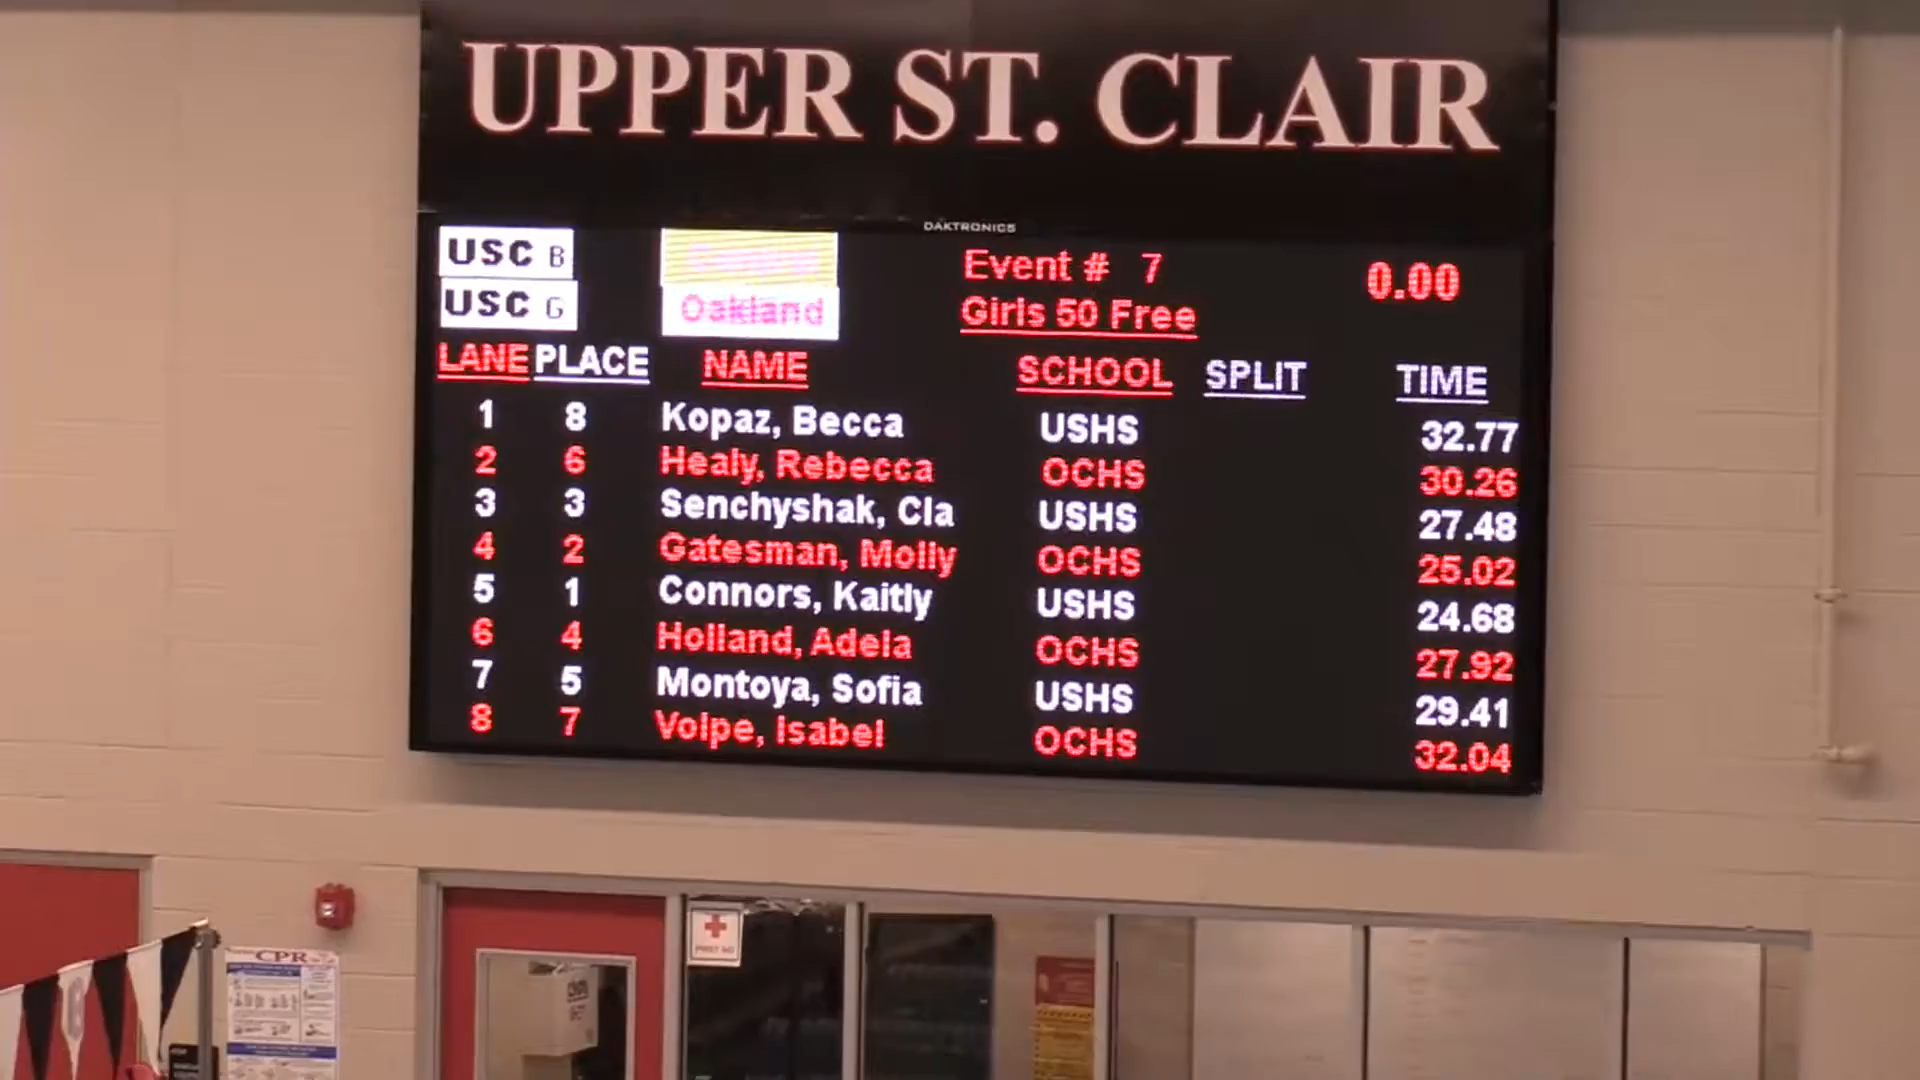 UPPER ST. CLAIR
DAKTRONICS
USC B
USC G
Oakland
Event # 7
Girls 50 Free
0.00
LANE PLACE NAME SCHOOL SPLIT TIME
1 8 Kopaz, Becca USHS 32.77
2 6 Healy, Rebecca OCHS 30.26
3 3 Senchyshak, Cla USHS 27.48
4 2 Gatesman, Molly OCHS 25.02
5 1 Connors, Kaitly USHS 24.68
6 4 Holland, Adela OCHS 27.92
7 5 Montoya, Sofia USHS 29.41
8 7 Volpe, Isabel OCHS 32.04
FIRST AID
CPR